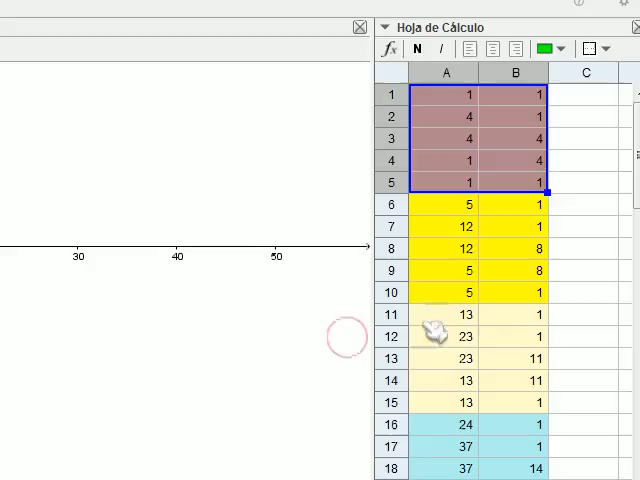 Hoja de Cálculo
fx N I
A B C
1 1 1
2 4 1
3 4 4
4 1 4
5 1 1
6 5 1
7 12 1
8 12 8
9 5 8
10 5 1
11 13 1
12 23 1
13 23 11
14 13 11
15 13 1
16 24 1
17 37 1
18 37 14
30 40 50